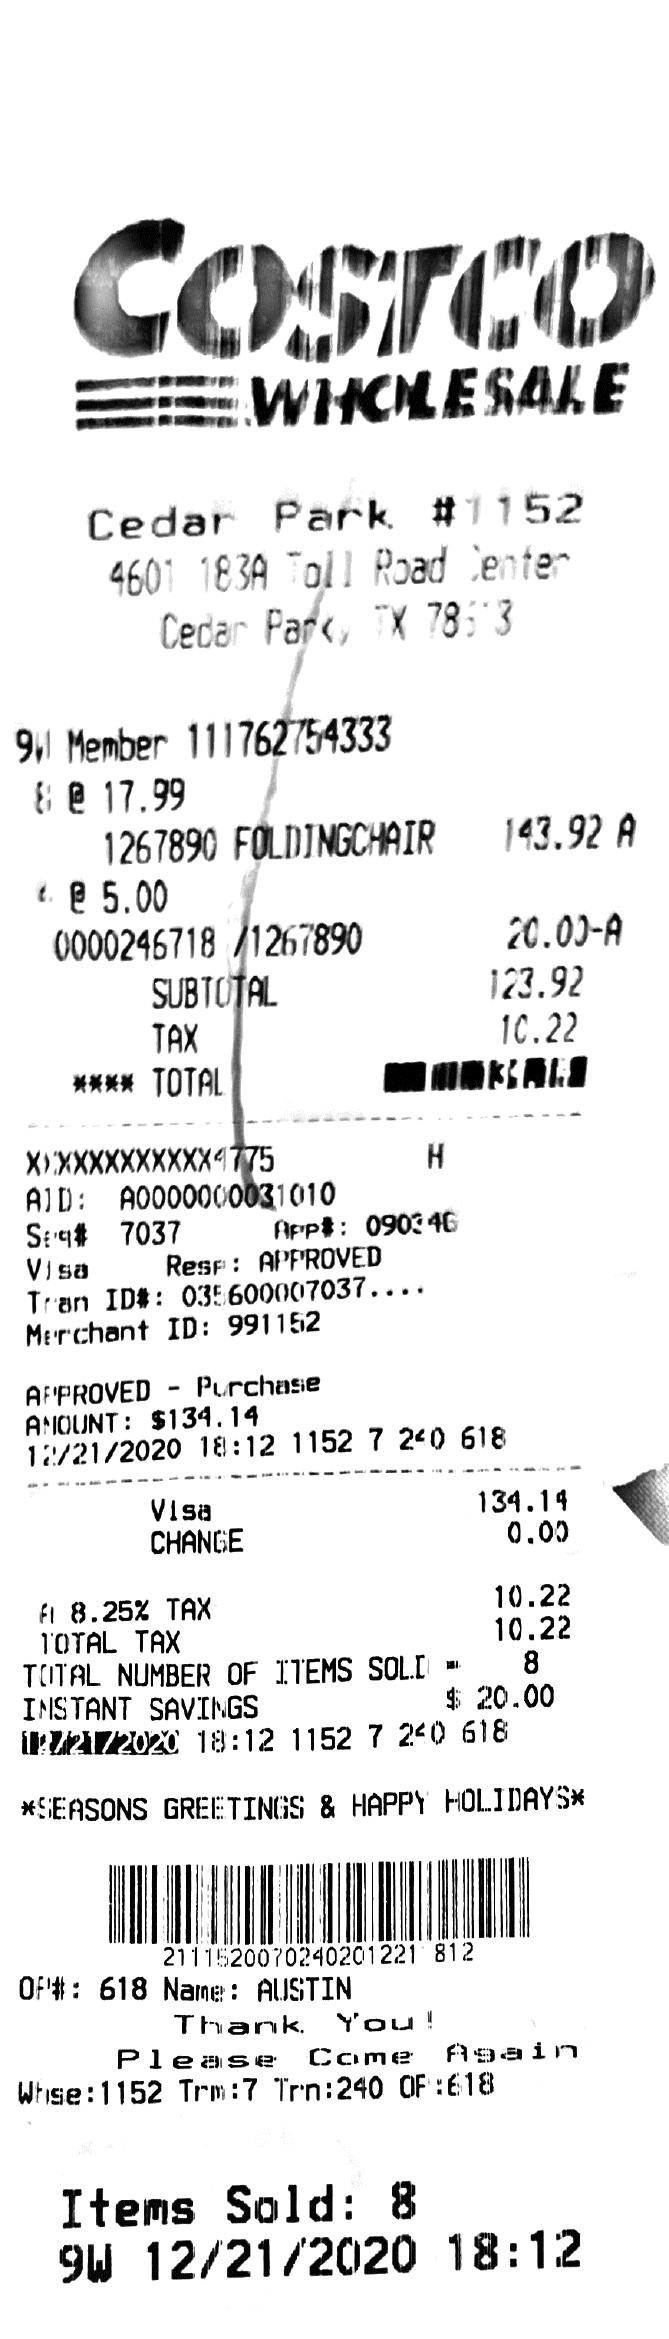 COSTCO
WHOLESALE
Cedar Park #1152
4601 183A Toll Road Center
Cedar Park, TX
9W Member 111762754333
8 @ 17.99
1267890 FOLDINGCHAIR 143.92 A
@ 5.00
0000246718 /1267890 20.00-A
SUBTOTAL 123.92
TAX 10.22
**** TOTAL
XXXXXXXXXXXX4775 H
AID: A0000000031010
Seq# 7037 App#:
Visa Resp: APPROVED
Tran ID#: 035600007037....
Merchant ID: 991152
APPROVED - Purchase
AMOUNT: $134.14
12/21/2020 18:12 1152 7 240 618
Visa 134.14
CHANGE 0.00
A 8.25% TAX 10.22
TOTAL TAX 10.22
TOTAL NUMBER OF ITEMS SOLD = 8
INSTANT SAVINGS $ 20.00
12/21/2020 18:12 1152 7 240 618
*SEASONS GREETINGS & HAPPY HOLIDAYS*
21115200702402012211812
OP#: 618 Name: AUSTIN
Thank You!
Please Come Again
Whse:1152 Trm:7 Trn:240 OP:618
Items Sold: 8
9W 12/21/2020 18:12